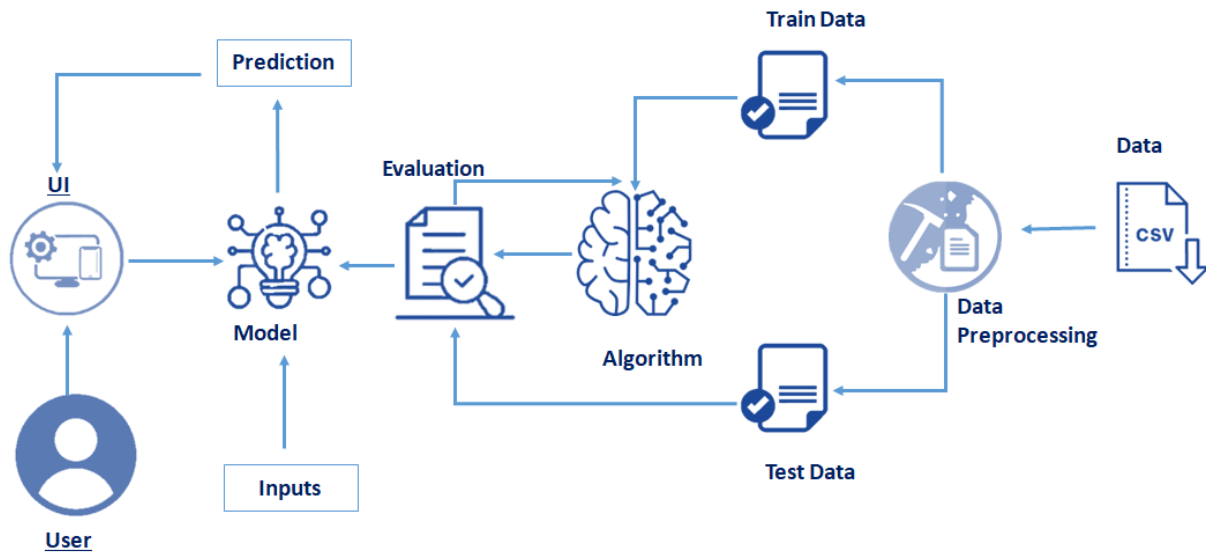 Train Data
Prediction
Evaluation
Data
UI
CSV
Model
Data
Preprocessing
Algorithm
Test Data
Inputs
User